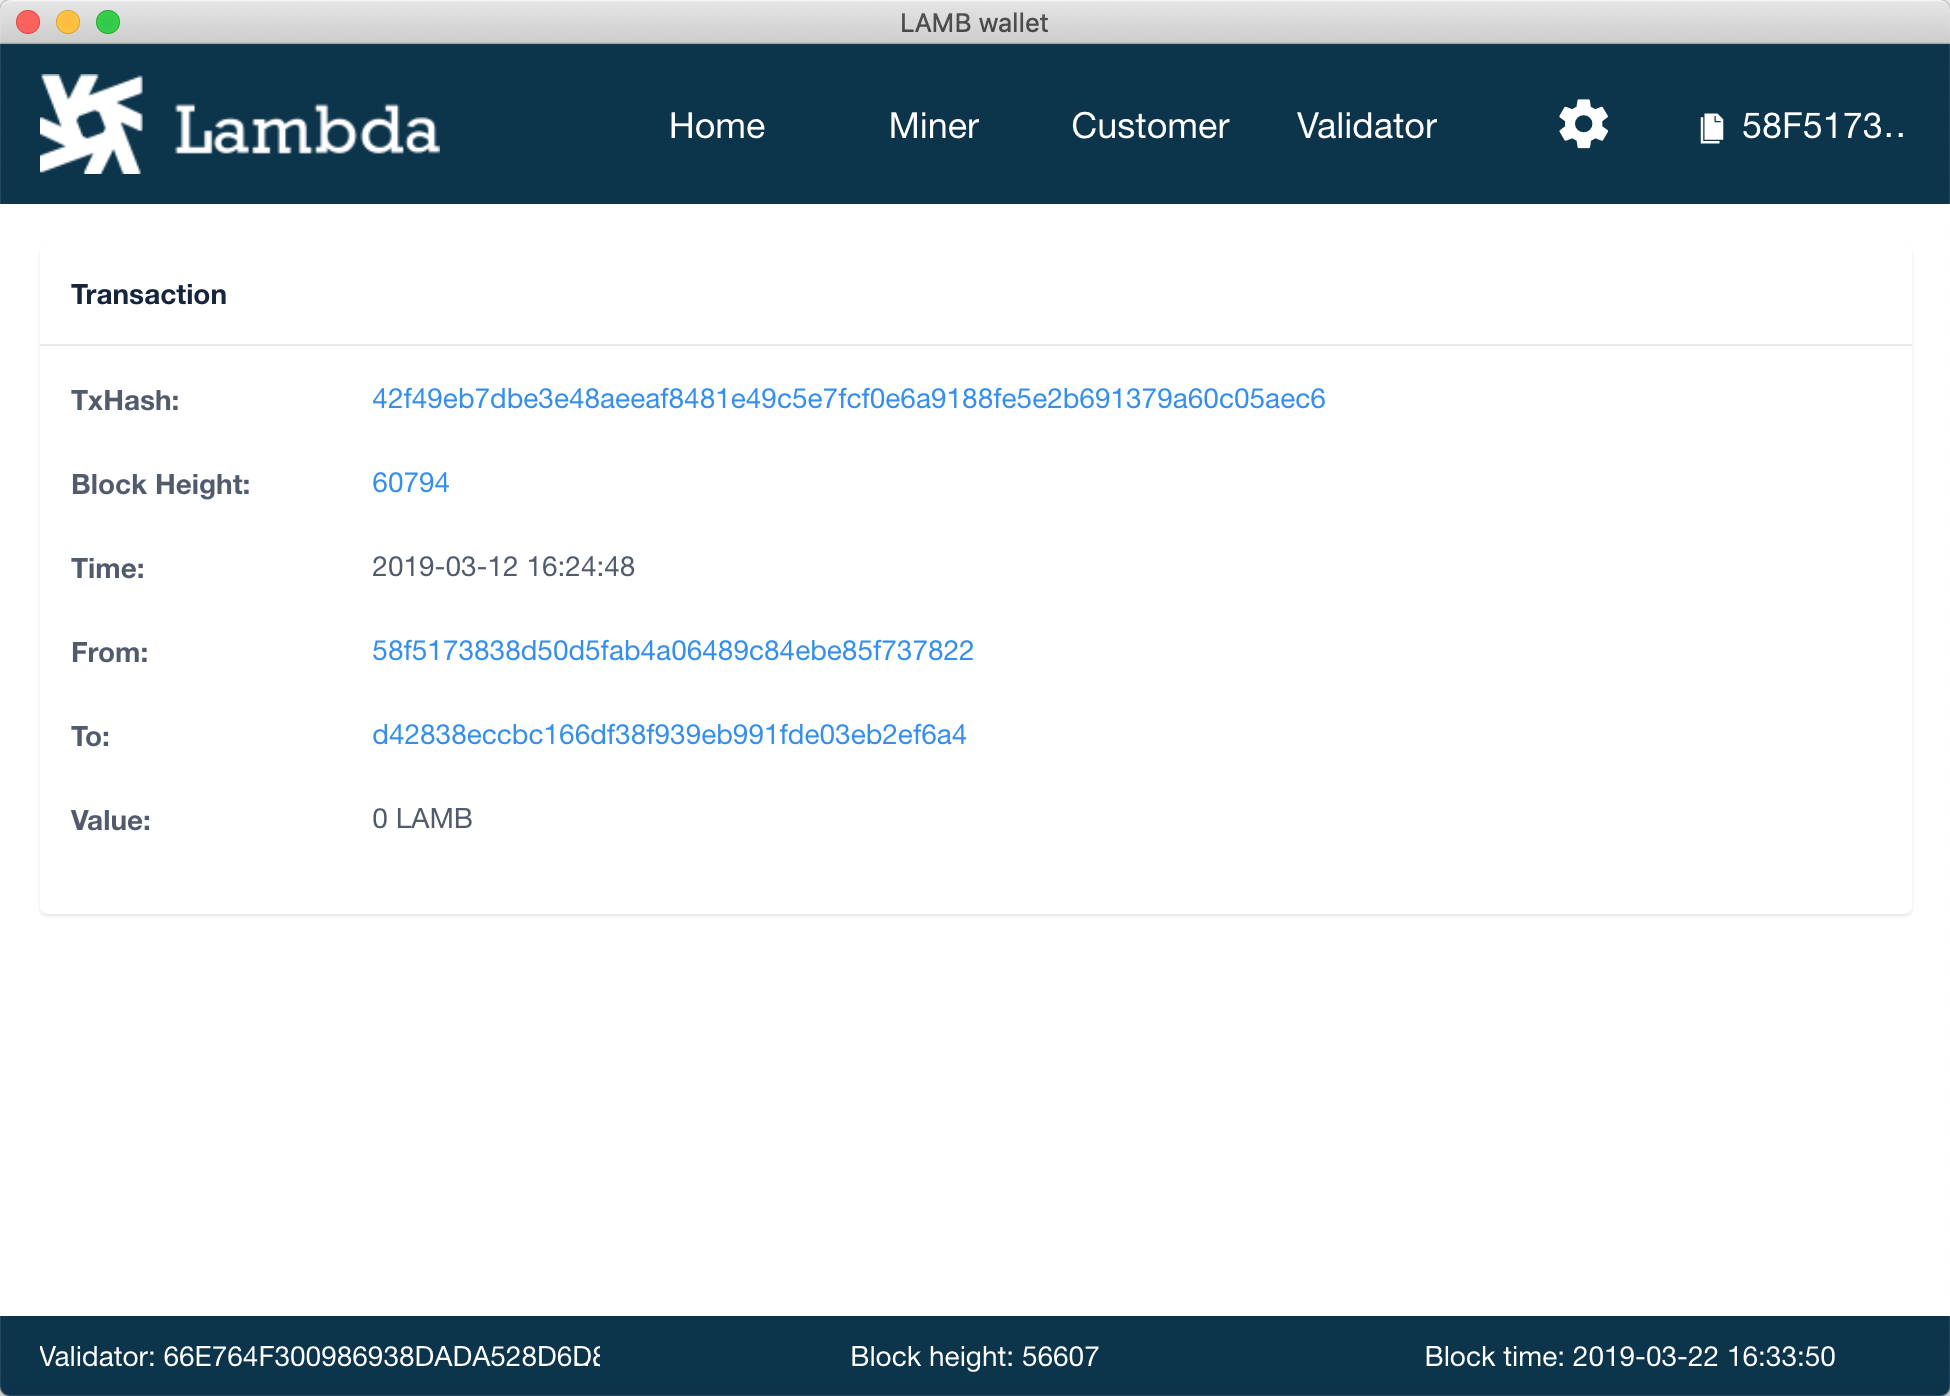 LAMB wallet
Lambda
Home Miner Customer Validator 58F5173..
Transaction
TxHash: 42f49eb7dbe3e48aeeaf8481e49c5e7fcf0e6a9188fe5e2b691379a60c05aec6
Block Height: 60794
Time: 2019-03-12 16:24:48
From: 58f5173838d50d5fab4a06489c84ebe85f737822
To: d42838eccbc166df38f939eb991fde03eb2ef6a4
Value: 0 LAMB
Validator: 66E764F300986938DADA528D6D8 Block height: 56607 Block time: 2019-03-22 16:33:50